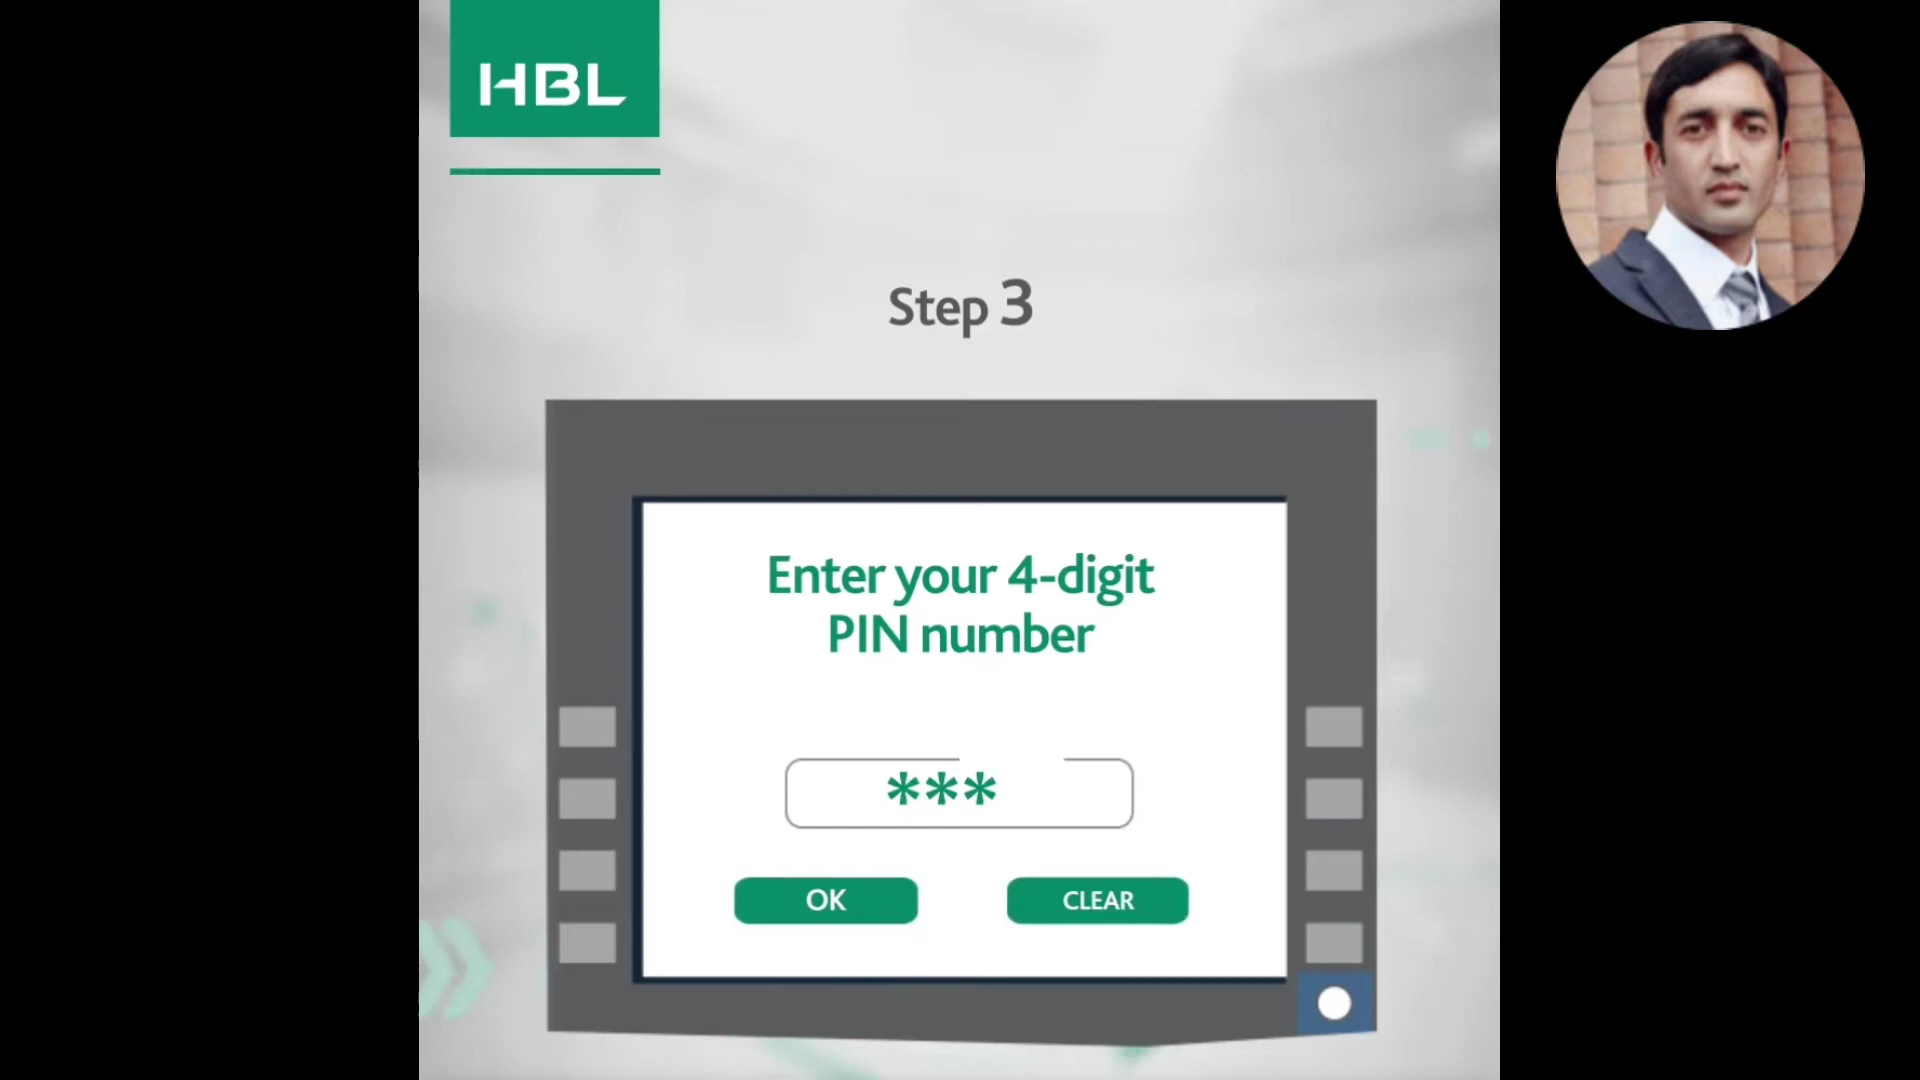 HBL
Step 3
Enter your 4-digit
PIN number
***
OK
CLEAR